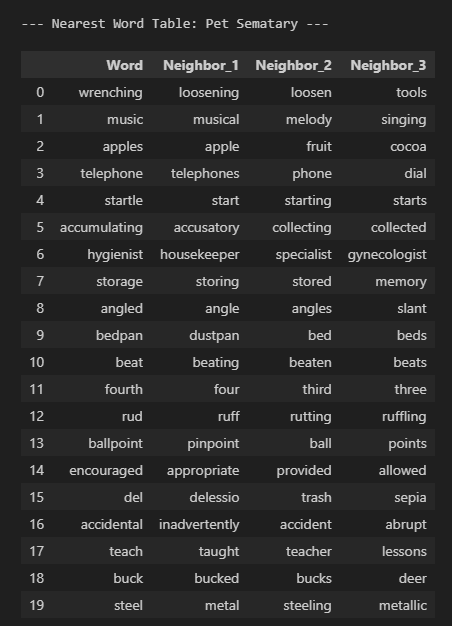 --- Nearest Word Table: Pet Sematary ---
Word Neighbor_1 Neighbor_2 Neighbor_3
0 wrenching loosening loosen tools
1 music musical melody singing
2 apples apple fruit cocoa
3 telephone telephones phone dial
4 startle start starting starts
5 accumulating accusatory collecting collected
6 hygienist housekeeper specialist gynecologist
7 storage storing stored memory
8 angled angle angles slant
9 bedpan dustpan bed beds
10 beat beating beaten beats
11 fourth four third three
12 rud ruff rutting ruffling
13 ballpoint pinpoint ball points
14 encouraged appropriate provided allowed
15 del delessio trash sepia
16 accidental inadvertently accident abrupt
17 teach taught teacher lessons
18 buck bucked bucks deer
19 steel metal steeling metallic